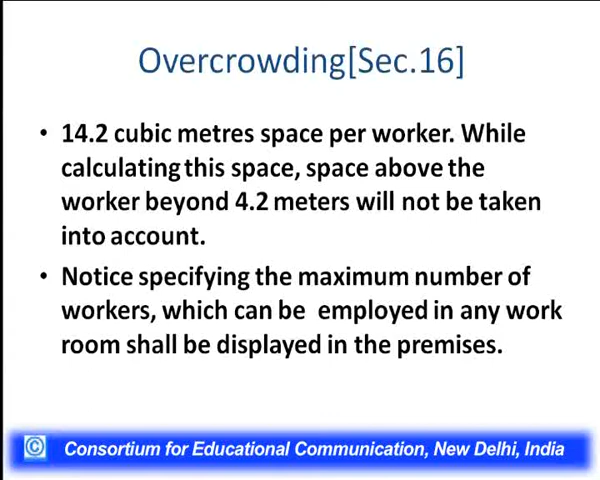 Overcrowding[Sec.16]
• 14.2 cubic metres space per worker. While
calculating this space, space above the
worker beyond 4.2 meters will not be taken
into account.
• Notice specifying the maximum number of
workers, which can be employed in any work
room shall be displayed in the premises.
© Consortium for Educational Communication, New Delhi, India